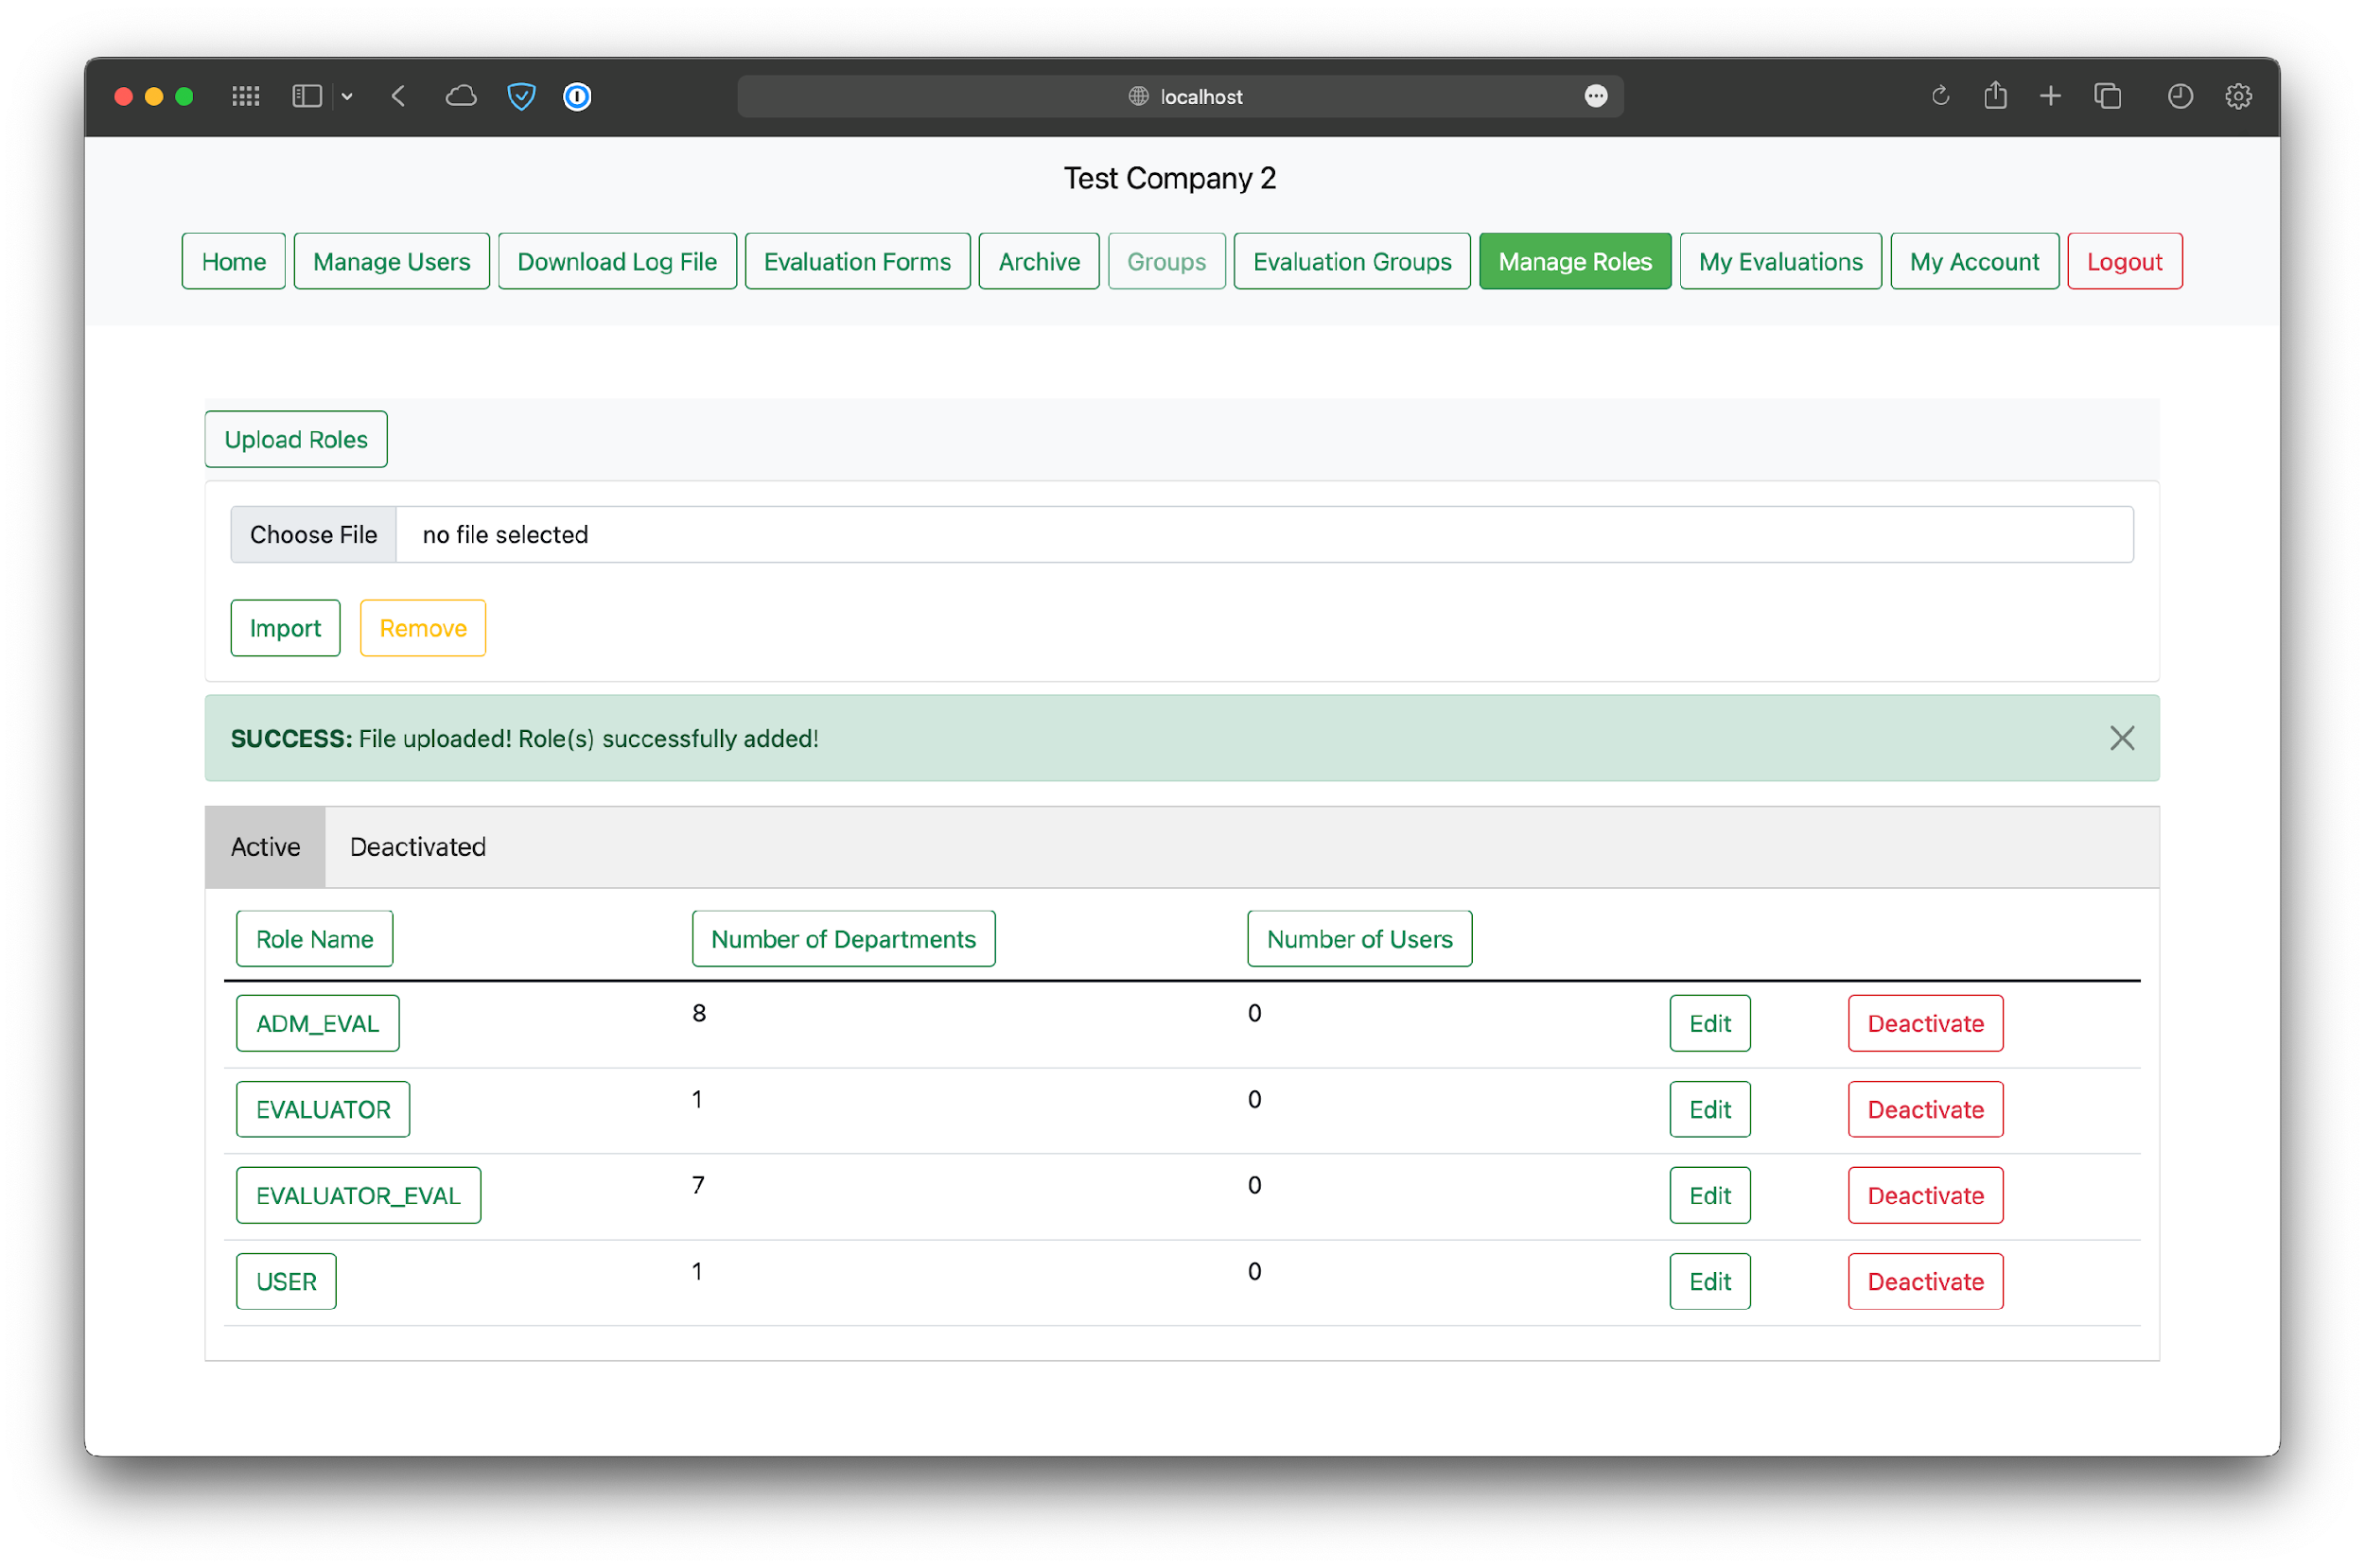 localhost
Test Company 2
Home Manage Users Download Log File Evaluation Forms Archive Groups Evaluation Groups Manage Roles My Evaluations My Account Logout
Upload Roles
Choose File no file selected
Import Remove
SUCCESS: File uploaded! Role(s) successfully added!
Active Deactivated
Role Name Number of Departments Number of Users
ADM_EVAL 8 0 Edit Deactivate
EVALUATOR 1 0 Edit Deactivate
EVALUATOR_EVAL 7 0 Edit Deactivate
USER 1 0 Edit Deactivate